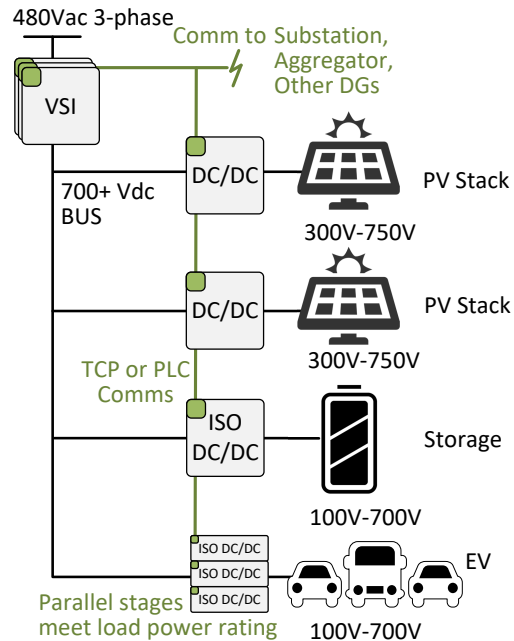 480Vac 3-phase
Comm to Substation,
Aggregator,
Other DGs
VSI
DC/DC
PV Stack
700+ Vdc
BUS
300V-750V
DC/DC
PV Stack
300V-750V
TCP or PLC
Comms
ISO
DC/DC
Storage
100V-700V
ISO DC/DC
ISO DC/DC
ISO DC/DC
EV
Parallel stages
meet load power rating
100V-700V